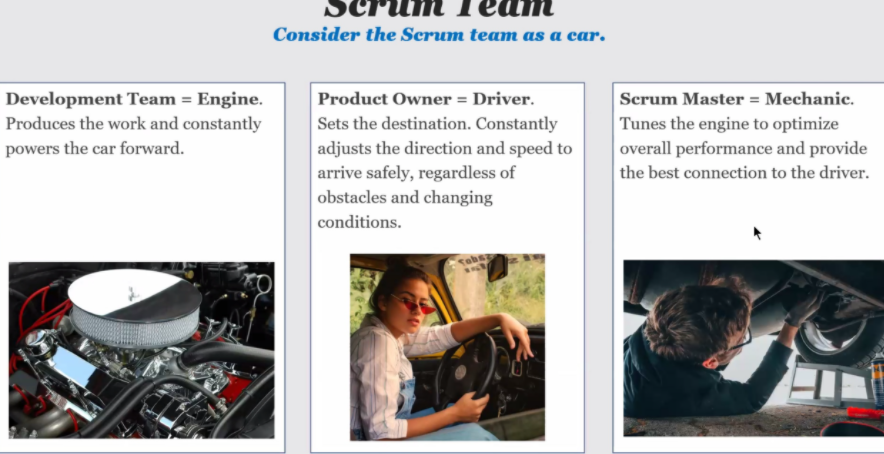 Scrum Team
Consider the Scrum team as a car.
Development Team = Engine.
Produces the work and constantly
powers the car forward.
Product Owner = Driver.
Sets the destination. Constantly
adjusts the direction and speed to
arrive safely, regardless of
obstacles and changing
conditions.
Scrum Master = Mechanic.
Tunes the engine to optimize
overall performance and provide
the best connection to the driver.